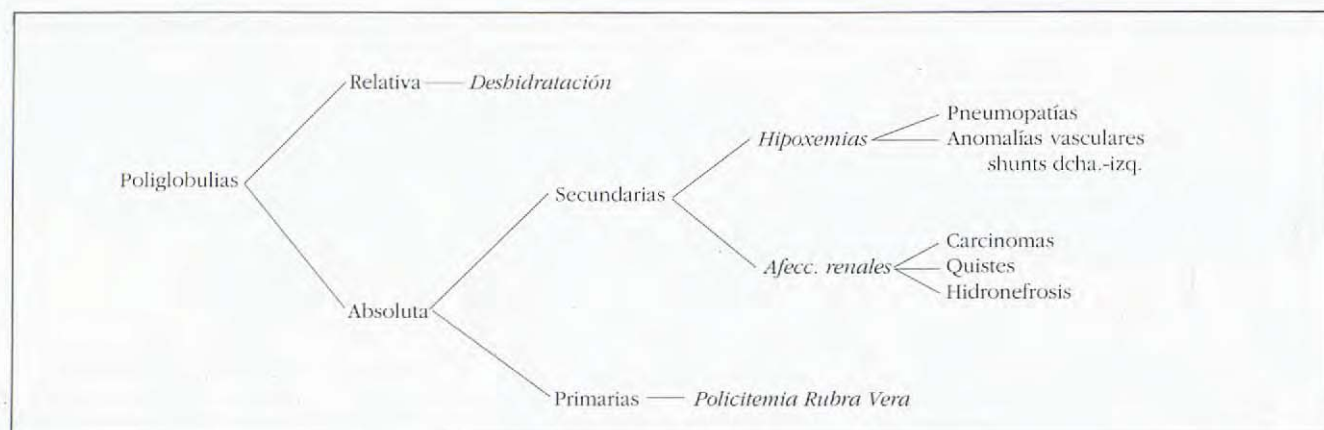 Poliglobulias
Relativa
Desbidratación
Absoluta
Secundarias
Hipoxemias
Pneumopatías
Anomalías vasculares
shunts dcha.-izq.
Afecc. renales
Carcinomas
Quistes
Hidronefrosis
Primarias
Policitemia Rubra Vera